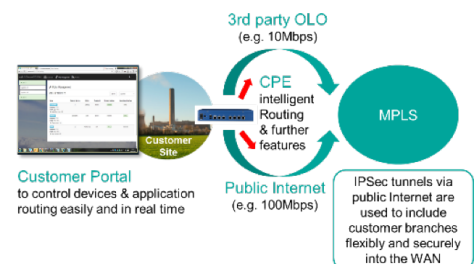 3rd party OLO
(e.g. 10Mbps)
CPE
intelligent
Routing
& further
features
MPLS
Customer
Site
Customer Portal
to control devices & application
routing easily and in real time
Public Internet
(e.g. 100Mbps)
IPSec tunnels via
public Internet are
used to include
customer branches
flexibly and securely
into the WAN